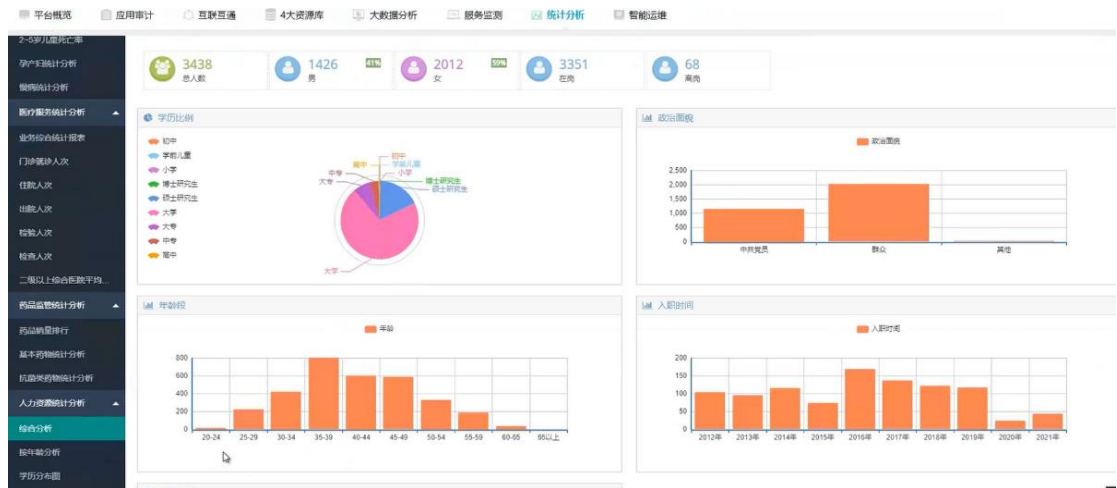 平台概览 应用审计 互联互通 4大资源库 大数据分析 服务监测 统计分析 智能运维
2-5岁儿童死亡率
孕产妇统计分析
慢病统计分析
医疗服务统计分析
业务综合统计报表
门诊就诊人次
住院人次
出院人次
检验人次
检查人次
二级以上综合医院平均...
药品监管统计分析
药品销量排行
基本药物统计分析
抗菌类药物统计分析
人力资源统计分析
综合分析
按年龄分析
学历分布图
3438
总人数
1426 41%
男
2012 59%
女
3351
在岗
68
离岗
学历比例
初中
学前儿童
小学
博士研究生
硕士研究生
大学
大专
中专
高中
初中
学前儿童
小学
高中
中专
大专
博士研究生
硕士研究生
大学
政治面貌
政治面貌
2,500
2,000
1,500
1,000
500
0
中共党员 群众 其他
年龄段
年龄
800
600
400
200
0
20-24 25-29 30-34 35-39 40-44 45-49 50-54 55-59 60-65 65以上
入职时间
入职时间
200
150
100
50
0
2012年 2013年 2014年 2015年 2016年 2017年 2018年 2019年 2020年 2021年